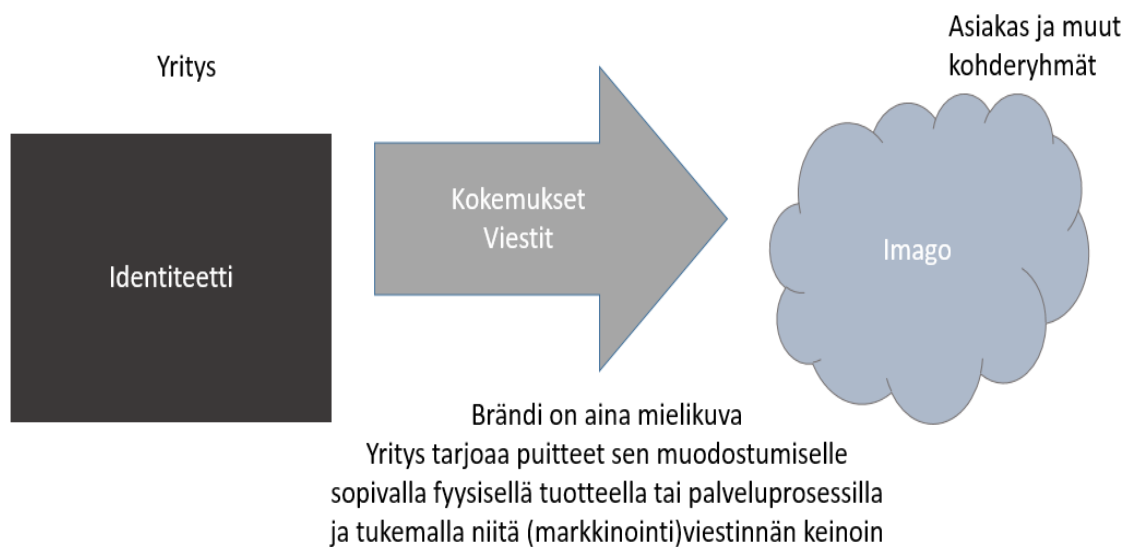 Yritys
Asiakas ja muut
kohderyhmät
Identiteetti
Kokemukset
Viestit
Imago
Brändi on aina mielikuva
Yritys tarjoaa puitteet sen muodostumiselle
sopivalla fyysisellä tuotteella tai palveluprosessilla
ja tukemalla niitä (markkinointi)viestinnän keinoin